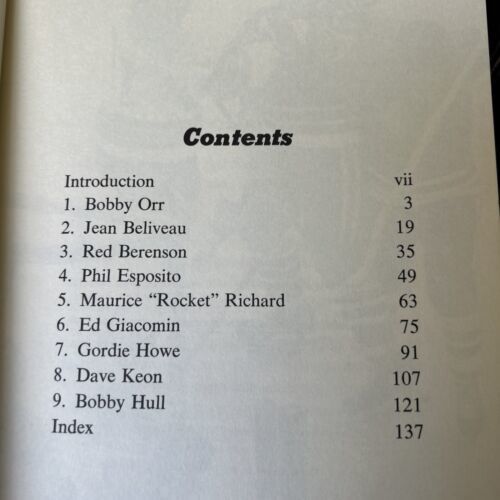 Contents
Introduction vii
1. Bobby Orr 3
2. Jean Beliveau 19
3. Red Berenson 35
4. Phil Esposito 49
5. Maurice "Rocket" Richard 63
6. Ed Giacomin 75
7. Gordie Howe 91
8. Dave Keon 107
9. Bobby Hull 121
Index 137